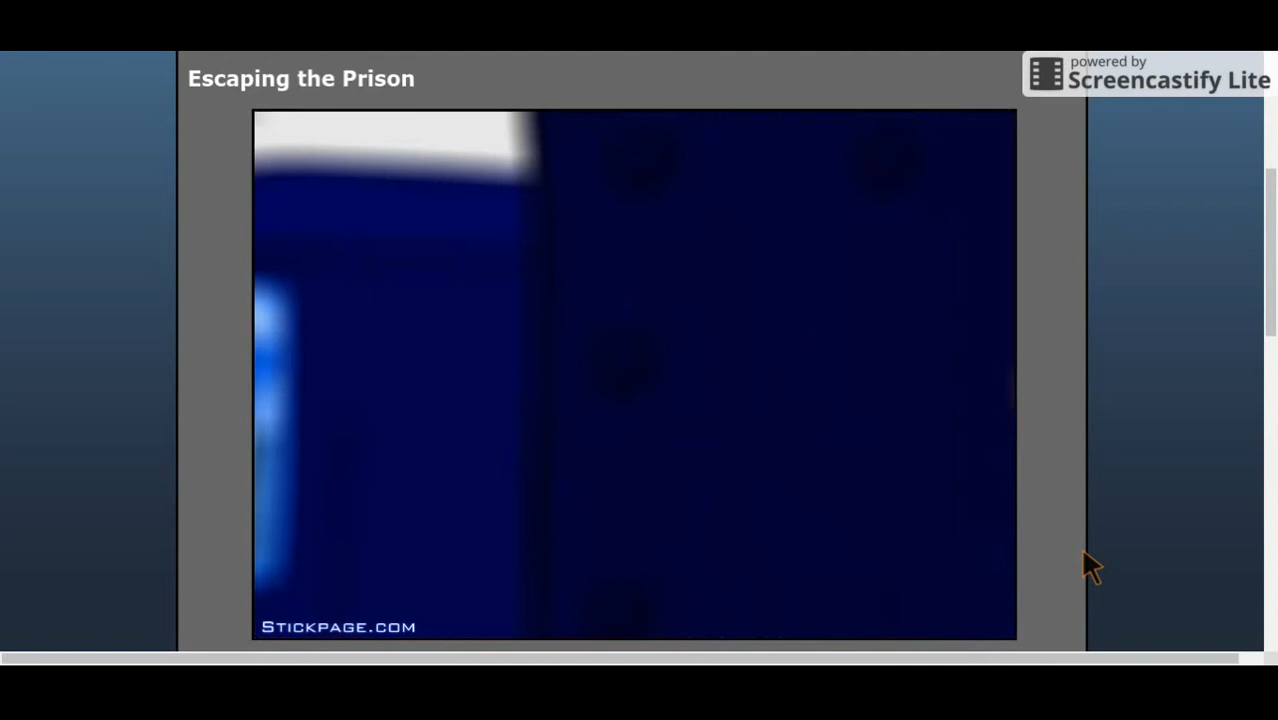 Escaping the Prison
powered by
Screencastify Lite
STICKPAGE.COM